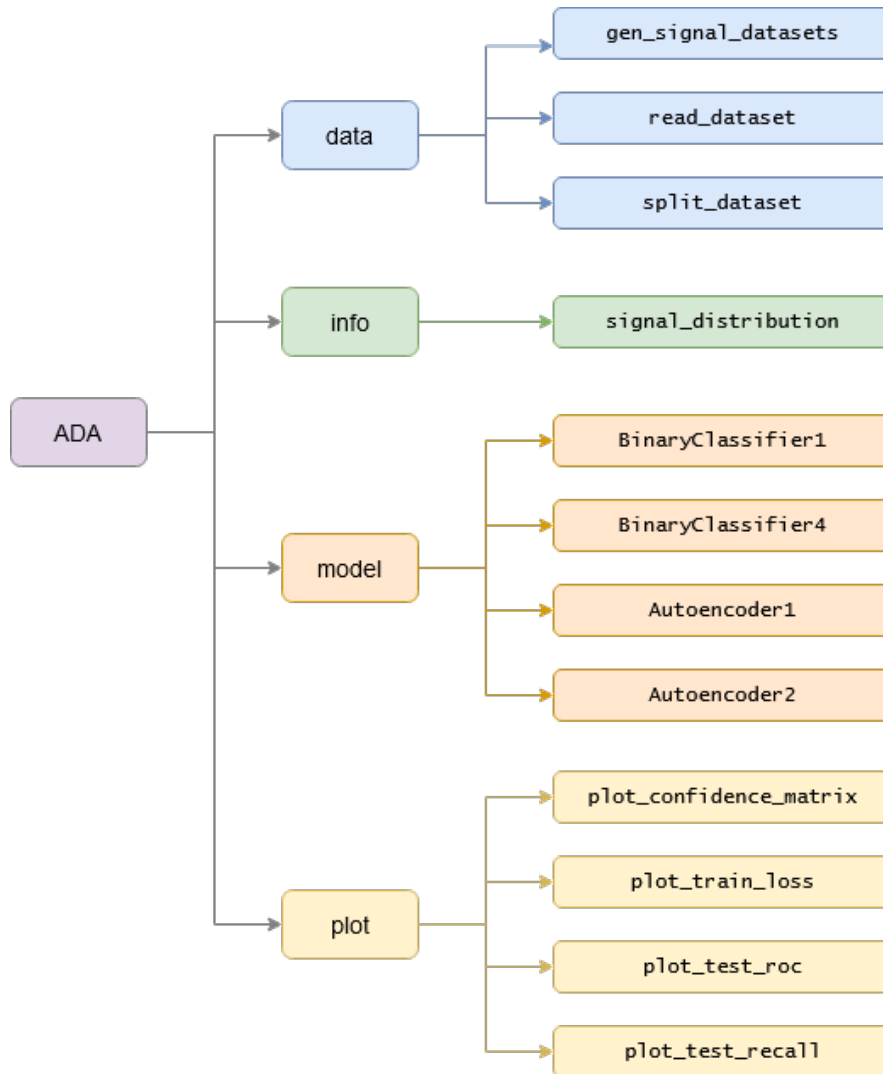 gen_signal_datasets
data
read_dataset
split_dataset
info
signal_distribution
ADA
BinaryClassifier1
BinaryClassifier4
model
Autoencoder1
Autoencoder2
plot_confidence_matrix
plot_train_loss
plot
plot_test_roc
plot_test_recall